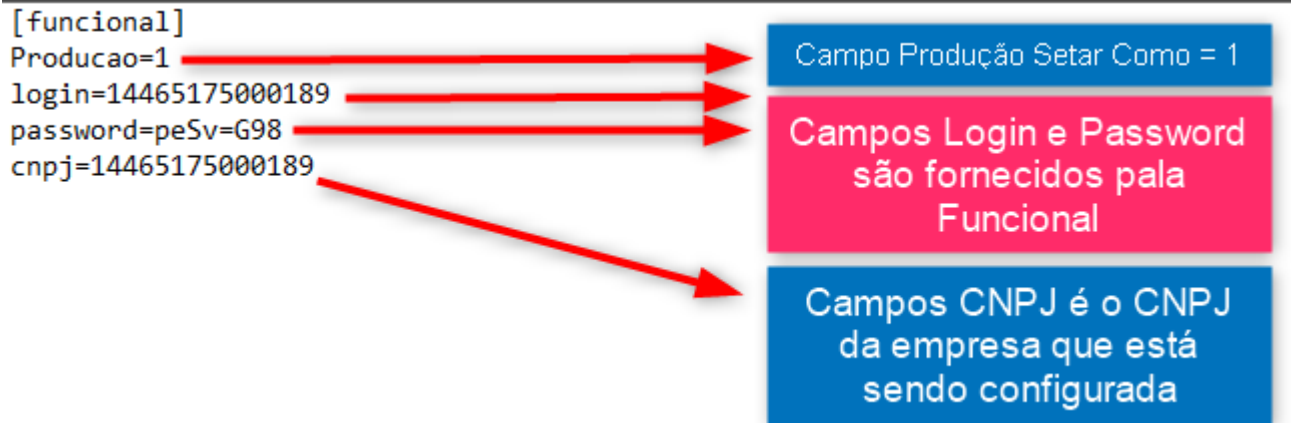 [funcional]
Producao=1
login=14465175000189
password=peSv=G98
cnpj=14465175000189
Campo Produção Setar Como = 1
Campos Login e Password
são fornecidos pala
Funcional
Campos CNPJ é o CNPJ
da empresa que está
sendo configurada